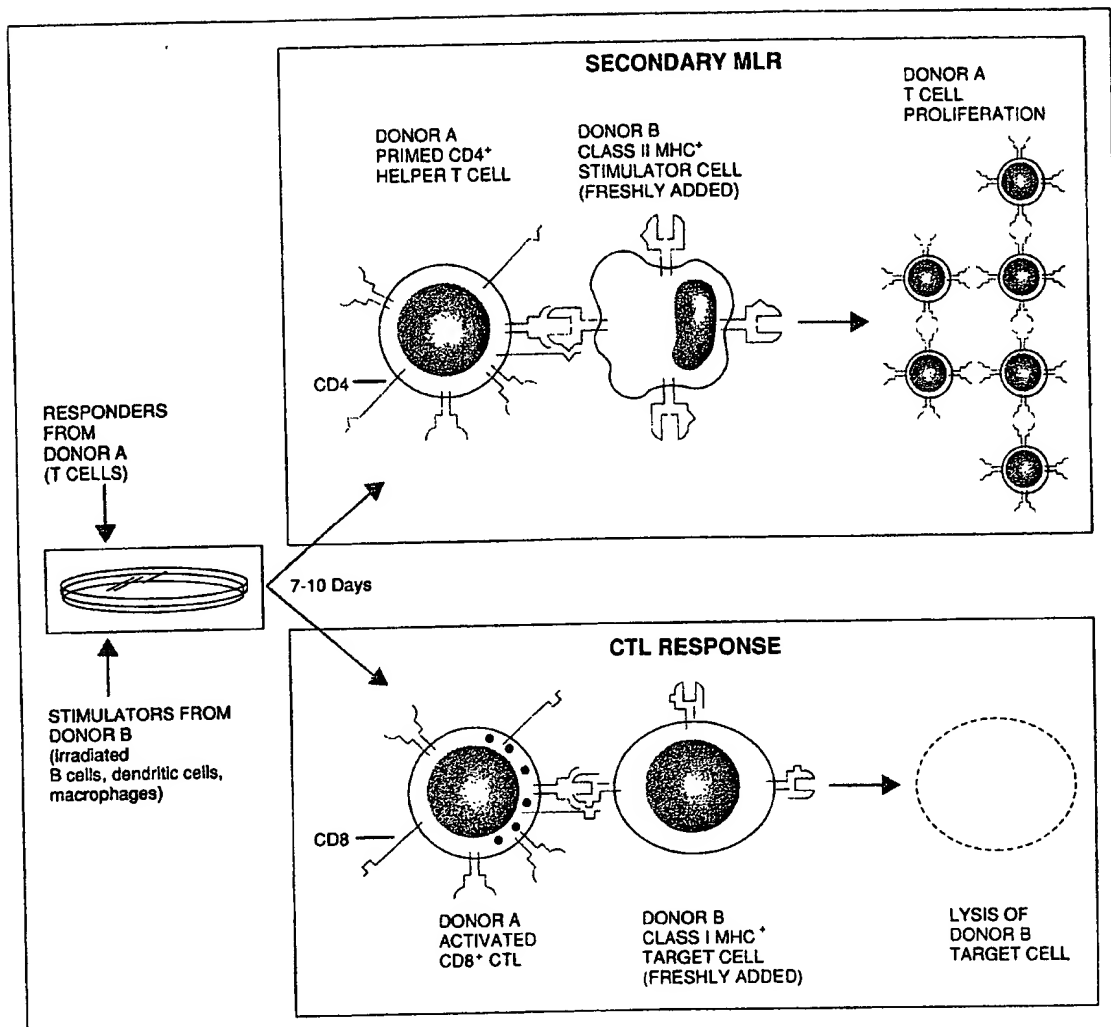 SECONDARY MLR
DONOR A
PRIMED CD4+
HELPER T CELL
DONOR B
CLASS II MHC+
STIMULATOR CELL
(FRESHLY ADDED)
DONOR A
T CELL
PROLIFERATION
CD4
RESPONDERS
FROM
DONOR A
(T CELLS)
7-10 Days
STIMULATORS FROM
DONOR B
(irradiated
B cells, dendritic cells,
macrophages)
CTL RESPONSE
CD8
DONOR A
ACTIVATED
CD8+ CTL
DONOR B
CLASS I MHC+
TARGET CELL
(FRESHLY ADDED)
LYSIS OF
DONOR B
TARGET CELL